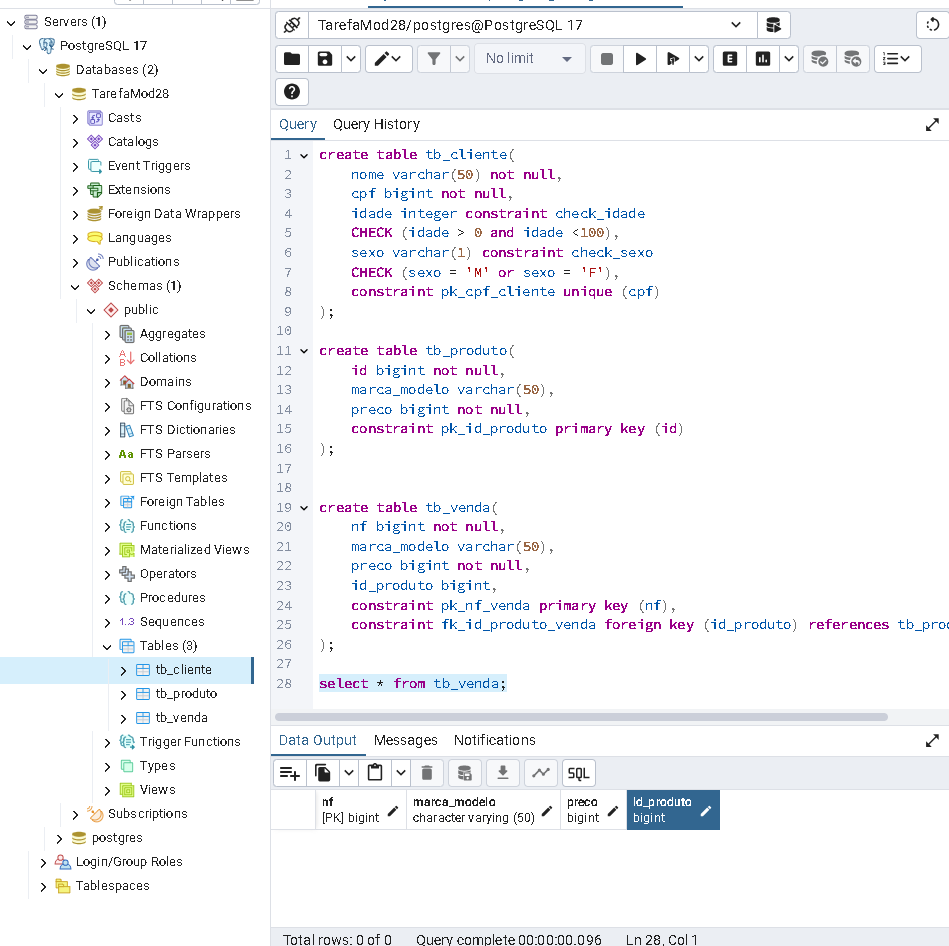 Servers (1)
PostgreSQL 17
Databases (2)
TarefaMod28
Casts
Catalogs
Event Triggers
Extensions
Foreign Data Wrappers
Languages
Publications
Schemas (1)
public
Aggregates
Collations
Domains
FTS Configurations
FTS Dictionaries
Aa FTS Parsers
FTS Templates
Foreign Tables
Functions
Materialized Views
Operators
Procedures
1.3 Sequences
Tables (3)
tb_cliente
tb_produto
tb_venda
Trigger Functions
Types
Views
Subscriptions
postgres
Login/Group Roles
Tablespaces
TarefaMod28/postgres@PostgreSQL 17
No limit
E
Query Query History
1 create table tb_cliente(
2 nome varchar(50) not null,
3 cpf bigint not null,
4 idade integer constraint check_idade
5 CHECK (idade > 0 and idade <100),
6 sexo varchar(1) constraint check_sexo
7 CHECK (sexo = 'M' or sexo = 'F'),
8 constraint pk_cpf_cliente unique (cpf)
9 );
10
11 create table tb_produto(
12 id bigint not null,
13 marca_modelo varchar(50),
14 preco bigint not null,
15 constraint pk_id_produto primary key (id)
16 );
17
18
19 create table tb_venda(
20 nf bigint not null,
21 marca_modelo varchar(50),
22 preco bigint not null,
23 id_produto bigint,
24 constraint pk_nf_venda primary key (nf),
25 constraint fk_id_produto_venda foreign key (id_produto) references tb_prod
26 );
27
28 select * from tb_venda;
Data Output Messages Notifications
SQL
nf
[PK] bigint
marca_modelo
character varying (50)
preco
bigint
id_produto
bigint
Total rows: 0 of 0 Query complete 00:00:00.096 Ln 28, Col 1